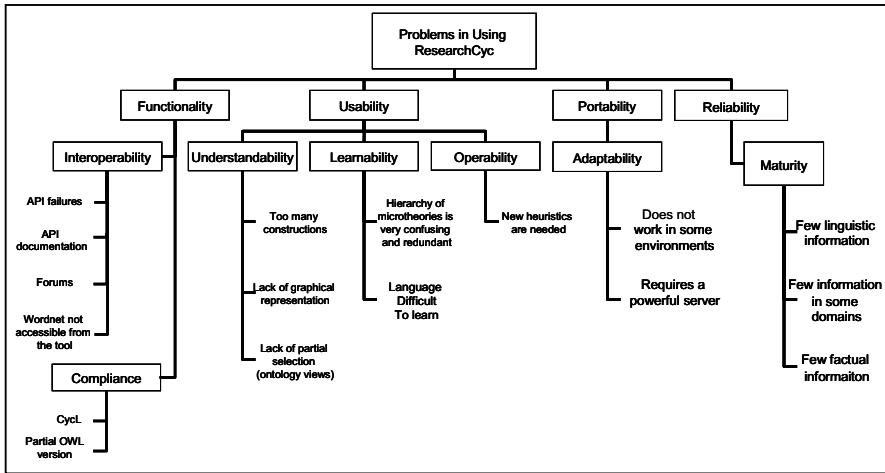 Problems in Using
ResearchCyc
Functionality
Usability
Portability
Reliability
Interoperability
Understandability
Learnability
Operability
Adaptability
Maturity
API failures
API
documentation
Forums
Wordnet not
accessible from
the tool
Compliance
CycL
Partial OWL
version
Too many
constructions
Lack of graphical
representation
Lack of partial
selection
(ontology views)
Hierarchy of
microtheories is
very confusing
and redundant
Language
Difficult
To learn
New heuristics
are needed
Does not
work in some
environments
Requires a
powerful server
Few linguistic
information
Few information
in some
domains
Few factual
informaiton